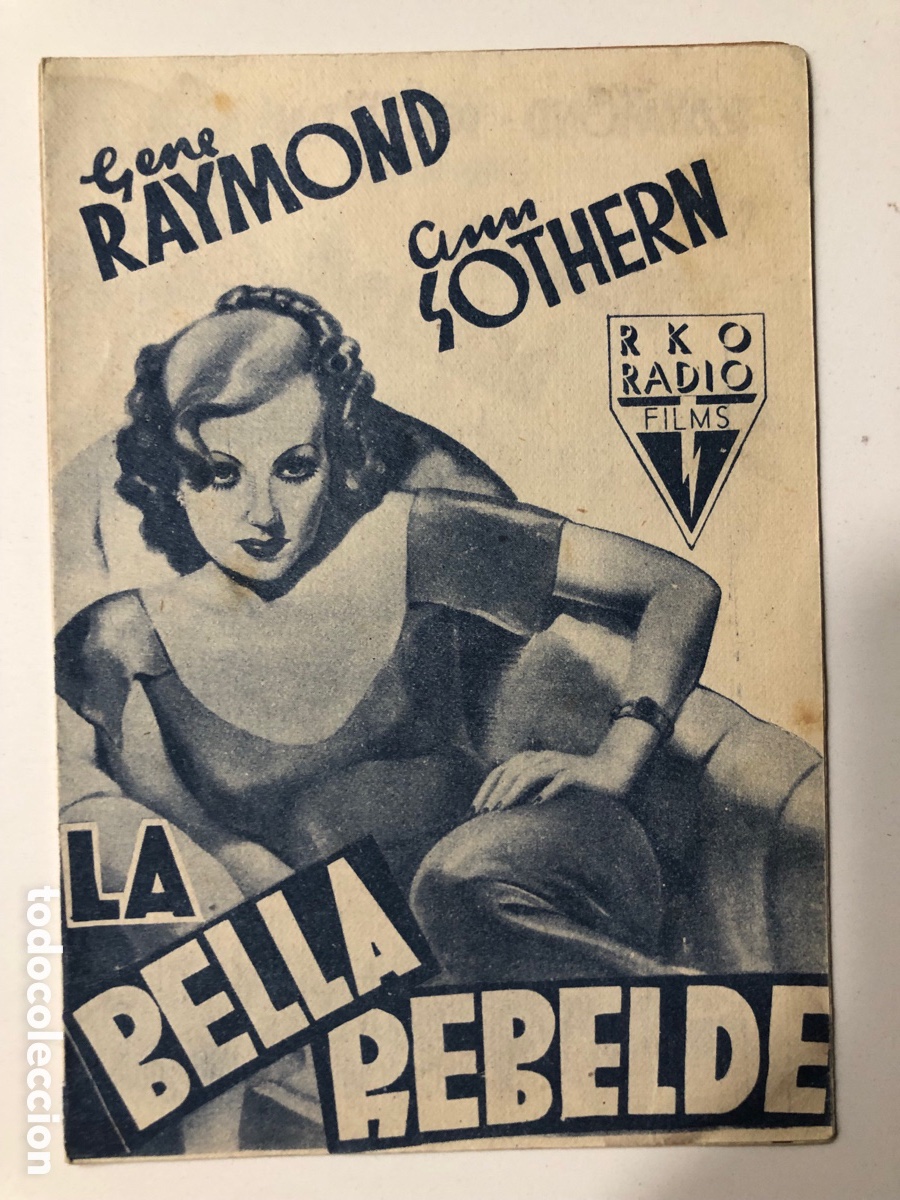 Gene
RAYMOND
Ann
SOTHERN
RKO
RADIO
FILMS
LA
BELLA
REBELDE
todocoleccion